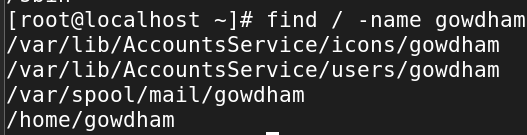 [root@localhost ~]# find / -name gowdham
/var/lib/AccountsService/icons/gowdham
/var/lib/AccountsService/users/gowdham
/var/spool/mail/gowdham
/home/gowdham